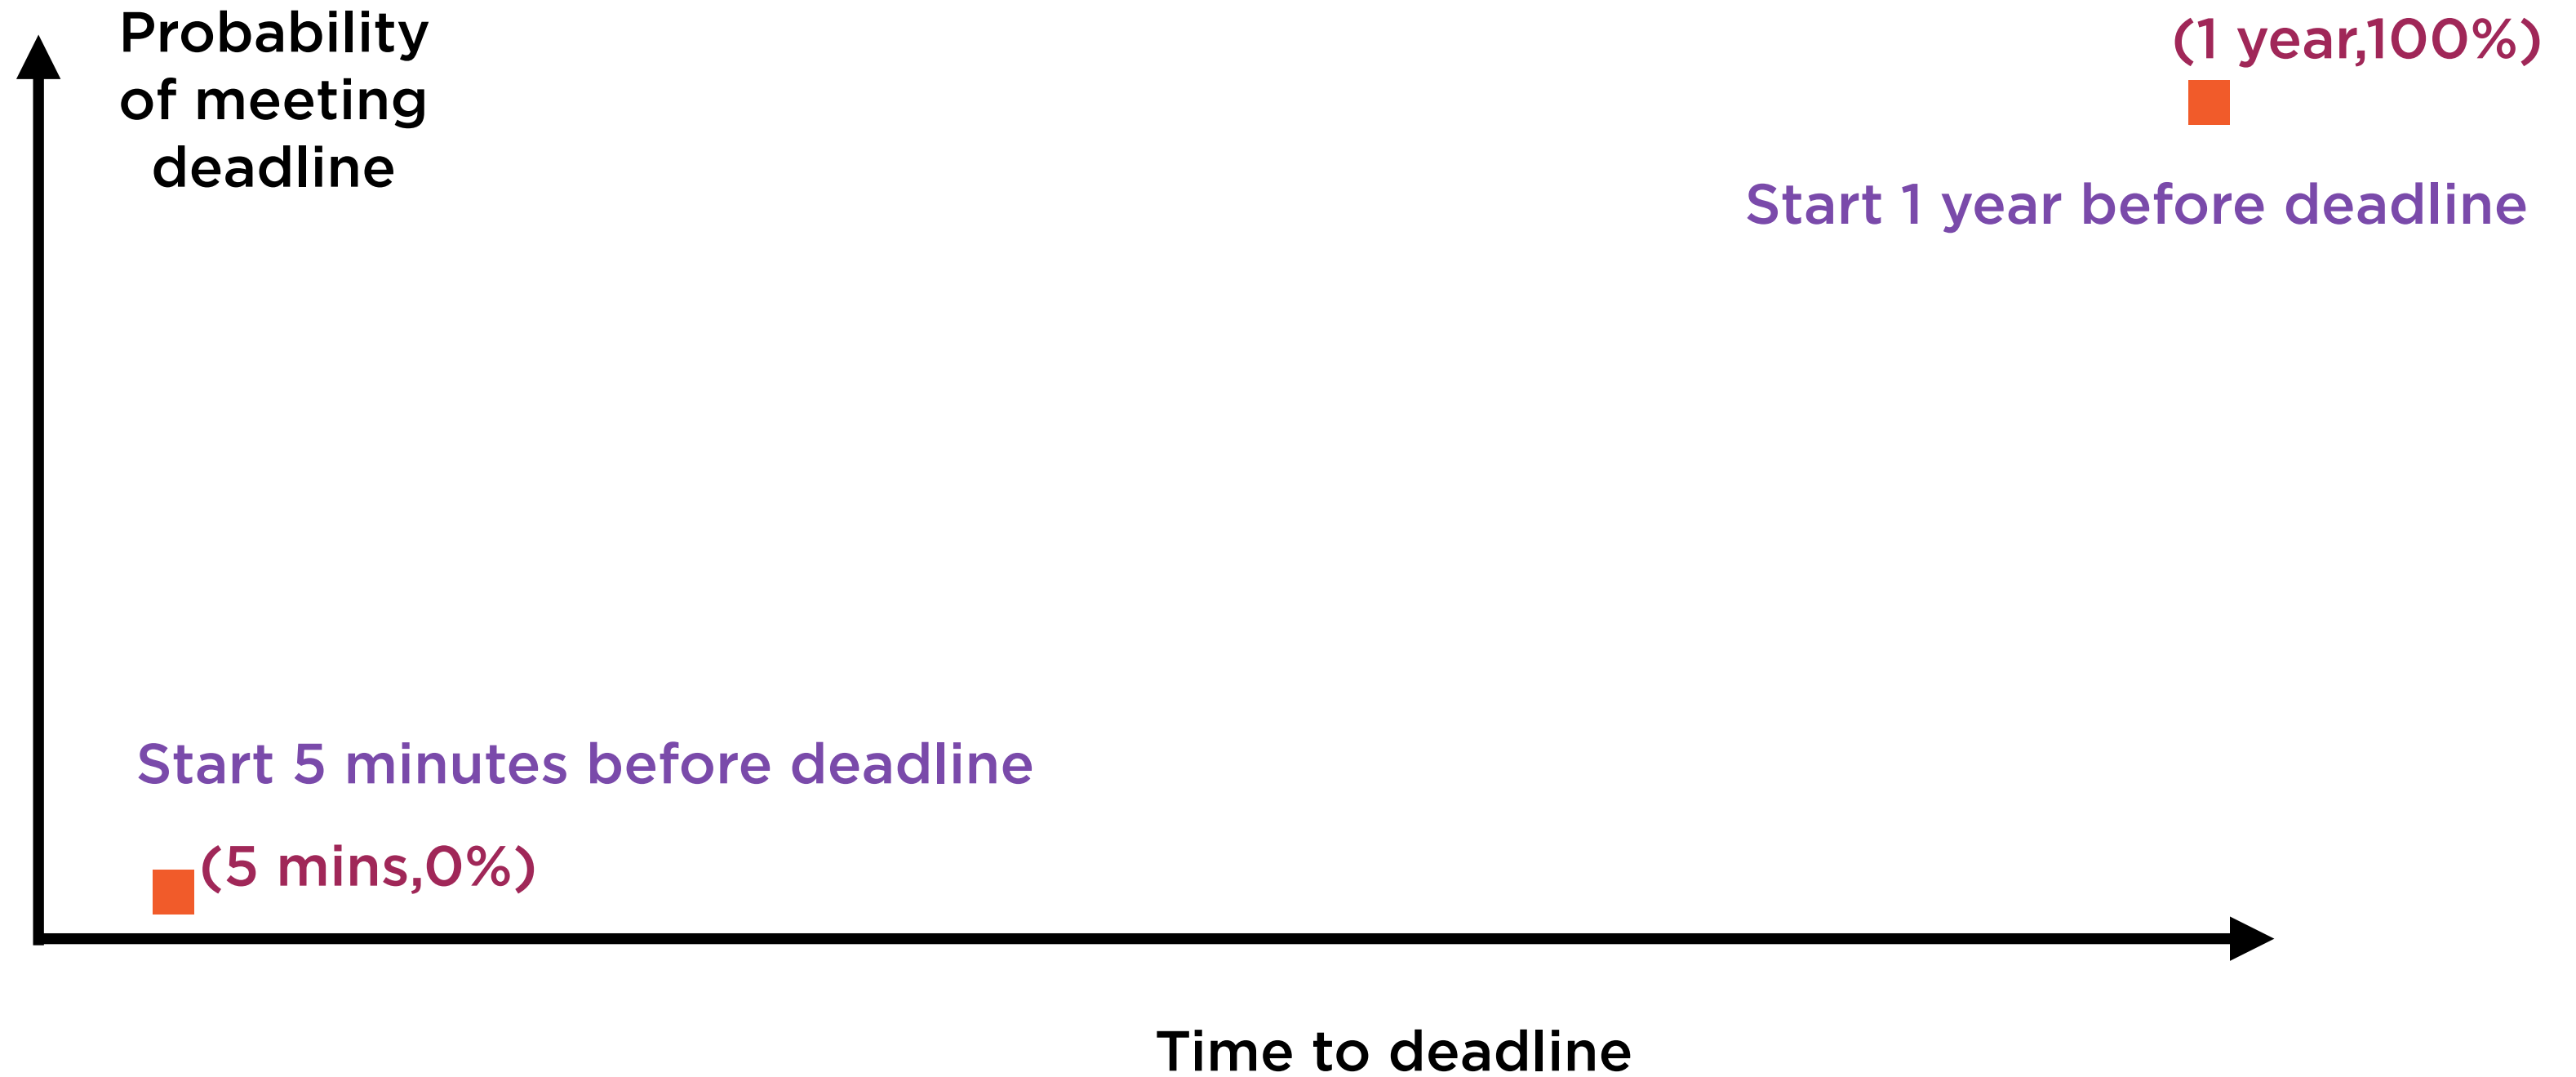 Probability
of meeting
deadline
(1 year,100%)
Start 1 year before deadline
Start 5 minutes before deadline
(5 mins,0%)
Time to deadline